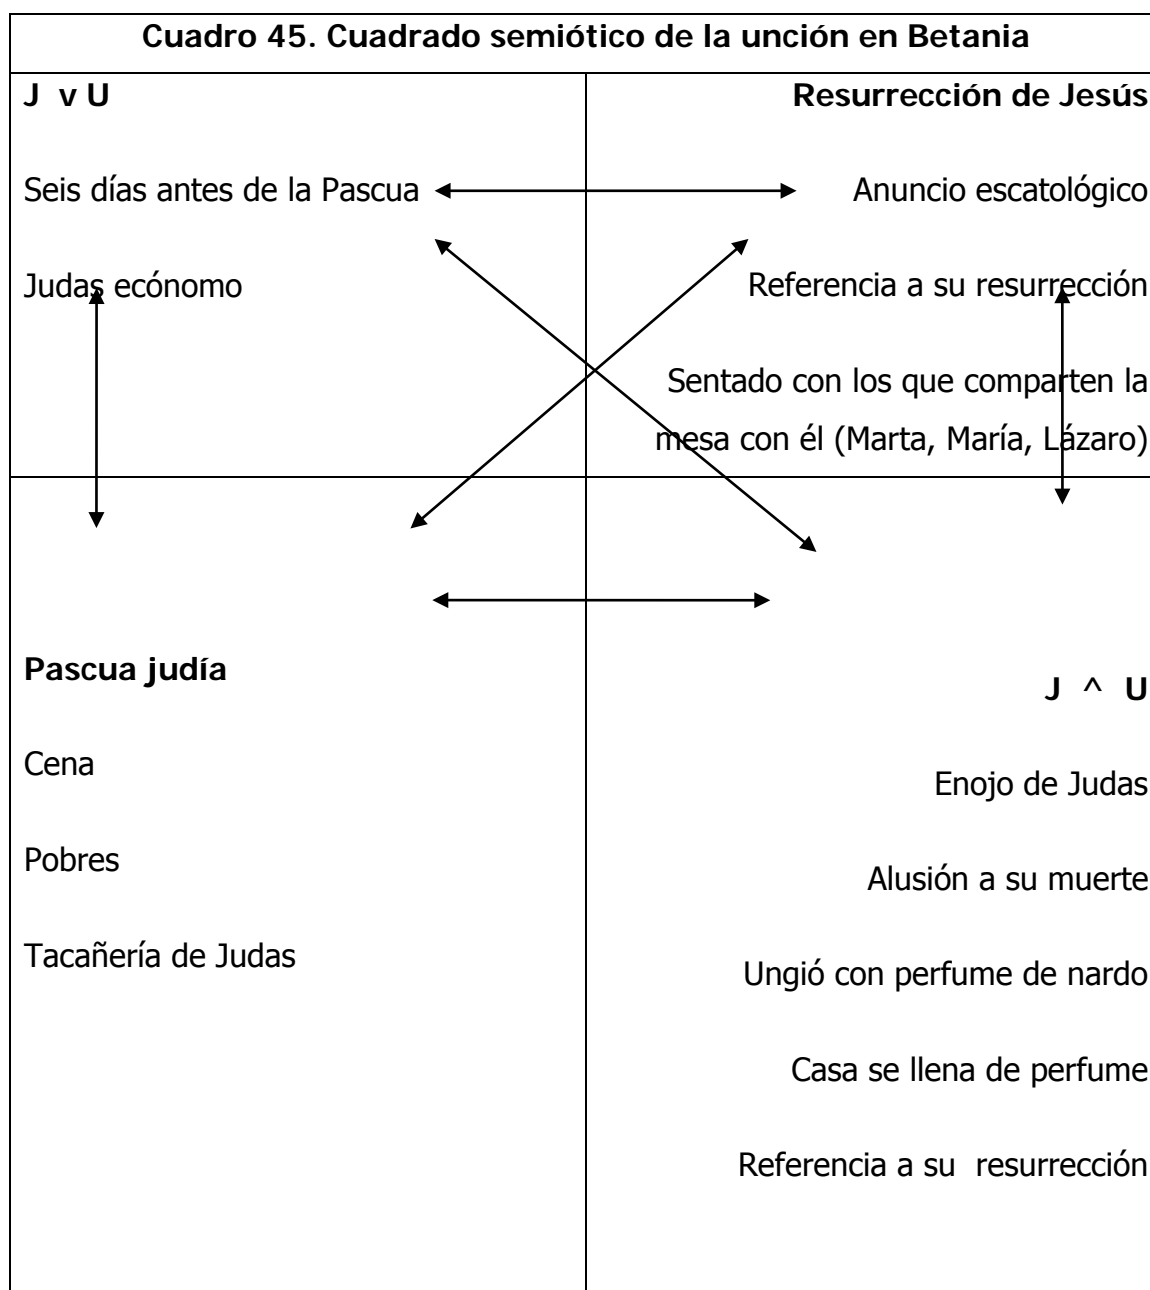 Cuadro 45. Cuadrado semiótico de la unción en Betania
J v U
Seis días antes de la Pascua
Judas ecónomo
Resurrección de Jesús
Anuncio escatológico
Referencia a su resurrección
Sentado con los que comparten la
mesa con él (Marta, María, Lázaro)
Pascua judía
Cena
Pobres
Tacañería de Judas
J ^ U
Enojo de Judas
Alusión a su muerte
Ungió con perfume de nardo
Casa se llena de perfume
Referencia a su resurrección